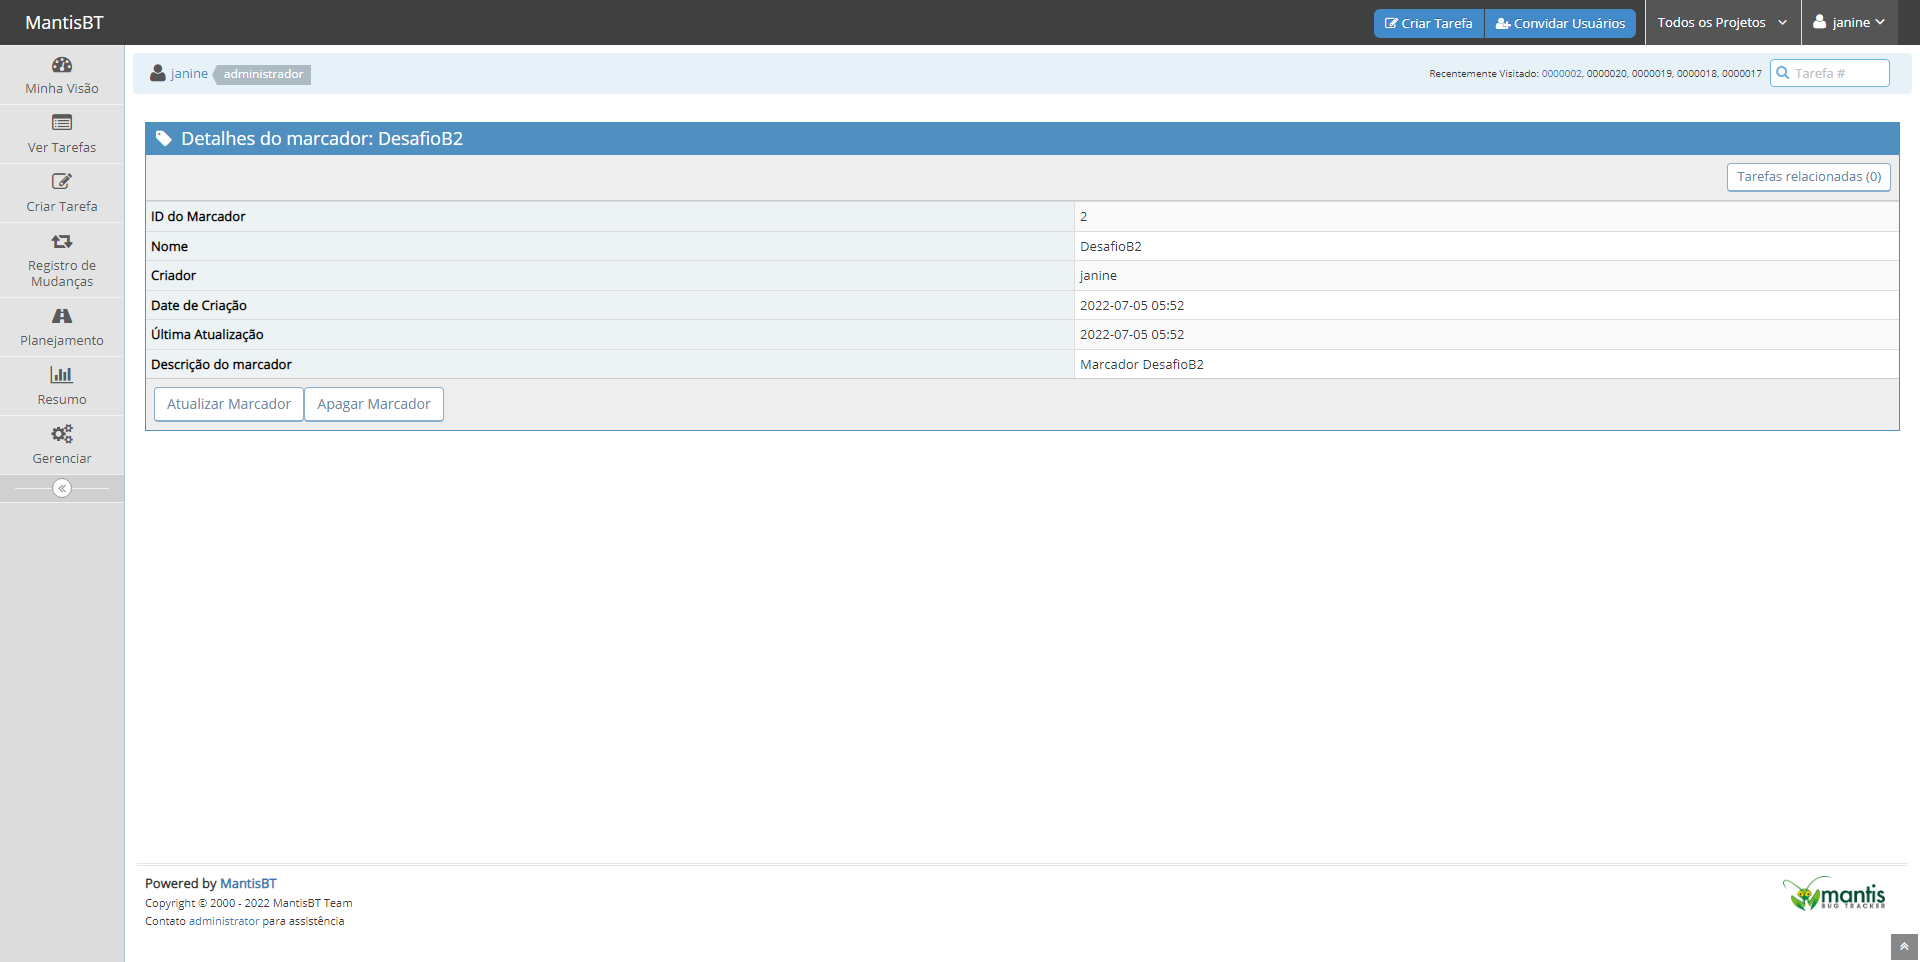 MantisBT
Criar Tarefa
Convidar Usuários
Todos os Projetos
janine
Minha Visão
Ver Tarefas
Criar Tarefa
Registro de
Mudanças
Planejamento
Resumo
Gerenciar
janine administrador
Recentemente Visitado: 0000002, 0000020, 0000019, 0000018, 0000017
Tarefa #
Detalhes do marcador: DesafioB2
Tarefas relacionadas (0)
ID do Marcador 2
Nome DesafioB2
Criador janine
Date de Criação 2022-07-05 05:52
Última Atualização 2022-07-05 05:52
Descrição do marcador Marcador DesafioB2
Atualizar Marcador Apagar Marcador
Powered by MantisBT
Copyright © 2000 - 2022 MantisBT Team
Contato administrator para assistência
mantis
BUG TRACKER